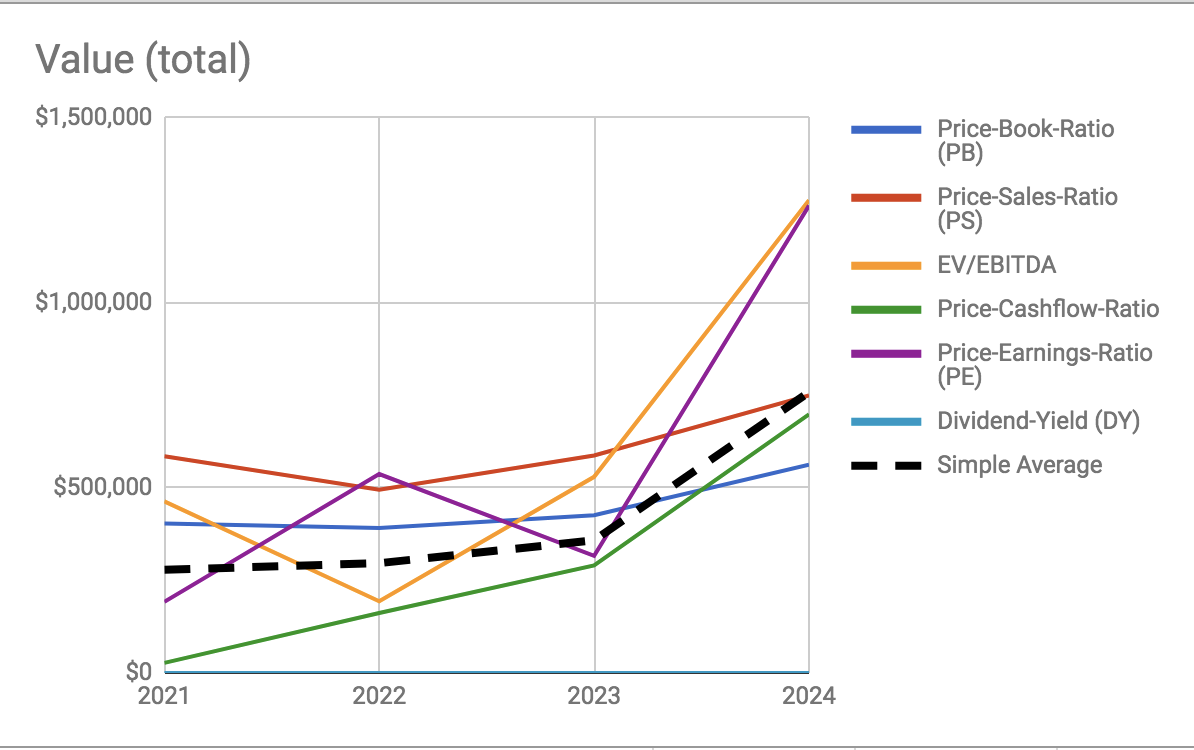 Value (total)
$1,500,000
$1,000,000
$500,000
$0
2021
2022
2023
2024
Price-Book-Ratio
(PB)
Price-Sales-Ratio
(PS)
EV/EBITDA
Price-Cashflow-Ratio
Price-Earnings-Ratio
(PE)
Dividend-Yield (DY)
Simple Average